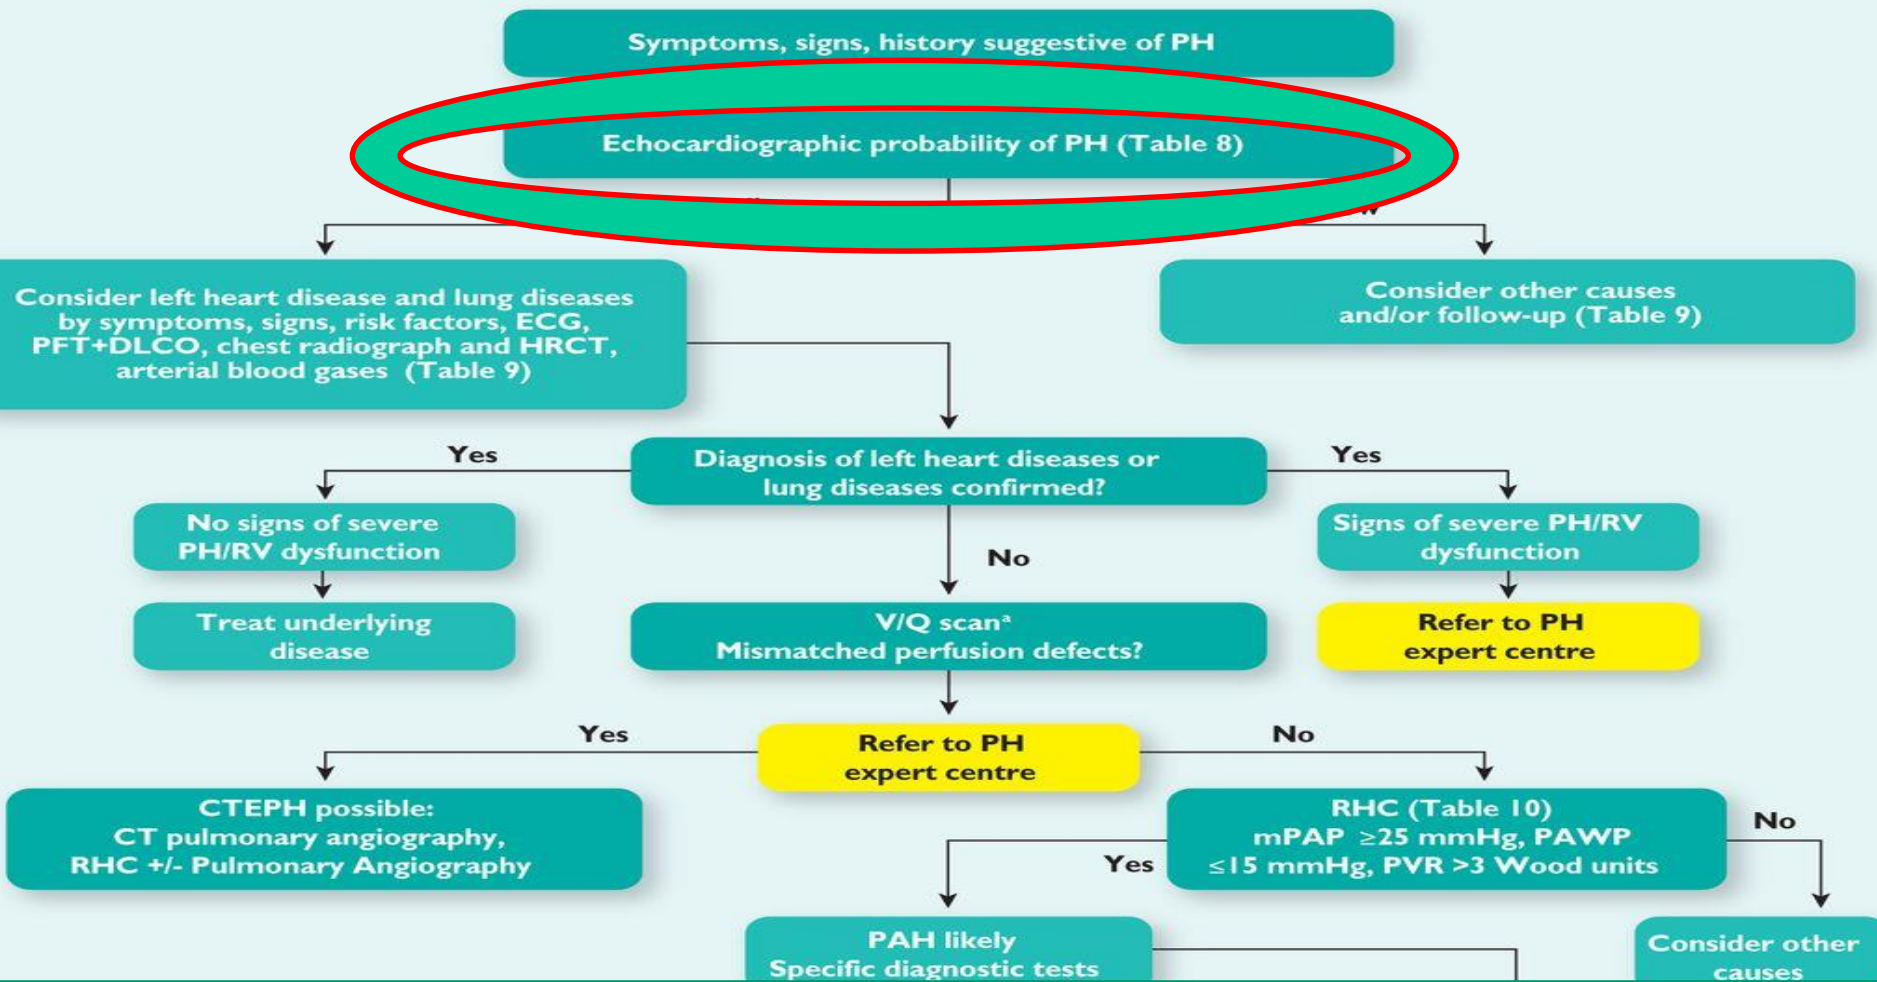 Symptoms, signs, history suggestive of PH
Echocardiographic probability of PH (Table 8)
Consider left heart disease and lung diseases
by symptoms, signs, risk factors, ECG,
PFT+DLCO, chest radiograph and HRCT,
arterial blood gases (Table 9)
Consider other causes
and/or follow-up (Table 9)
Yes
Diagnosis of left heart diseases or
lung diseases confirmed?
Yes
No signs of severe
PH/RV dysfunction
No
Signs of severe PH/RV
dysfunction
Treat underlying
disease
V/Q scanᵃ
Mismatched perfusion defects?
Refer to PH
expert centre
Yes
Refer to PH
expert centre
No
CTEPH possible:
CT pulmonary angiography,
RHC +/- Pulmonary Angiography
RHC (Table 10)
mPAP ≥25 mmHg, PAWP
≤15 mmHg, PVR >3 Wood units
No
Yes
PAH likely
Specific diagnostic tests
Consider other
causes